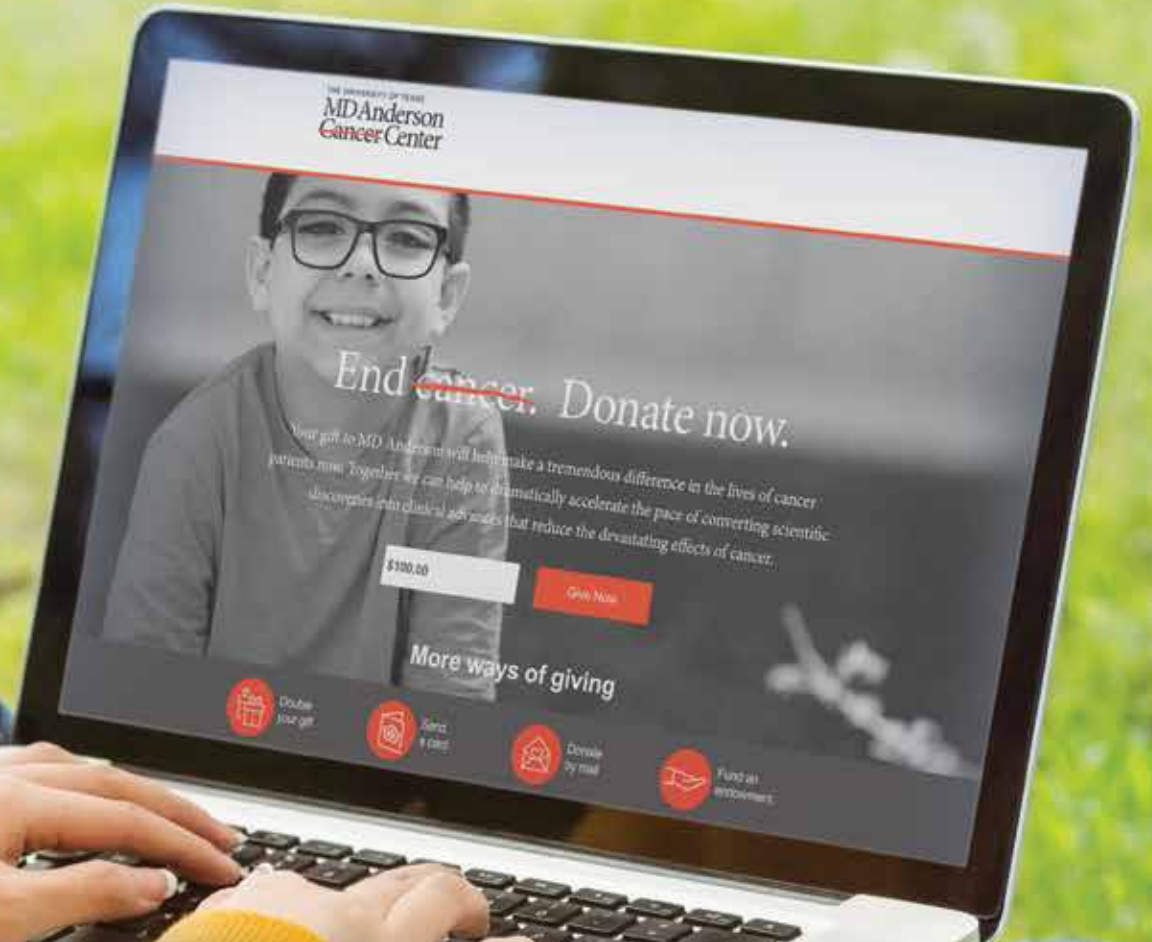 THE UNIVERSITY OF TEXAS
MD Anderson
Cancer Center
End cancer. Donate now.
Your gift to MD Anderson will help make a tremendous difference in the lives of cancer
patients now. Together we can help to dramatically accelerate the pace of converting scientific
discoveries into clinical advances that reduce the devastating effects of cancer.
$100.00
Give Now
More ways of giving
Double
your gift
Send
a card
Donate
by mail
Fund an
endowment